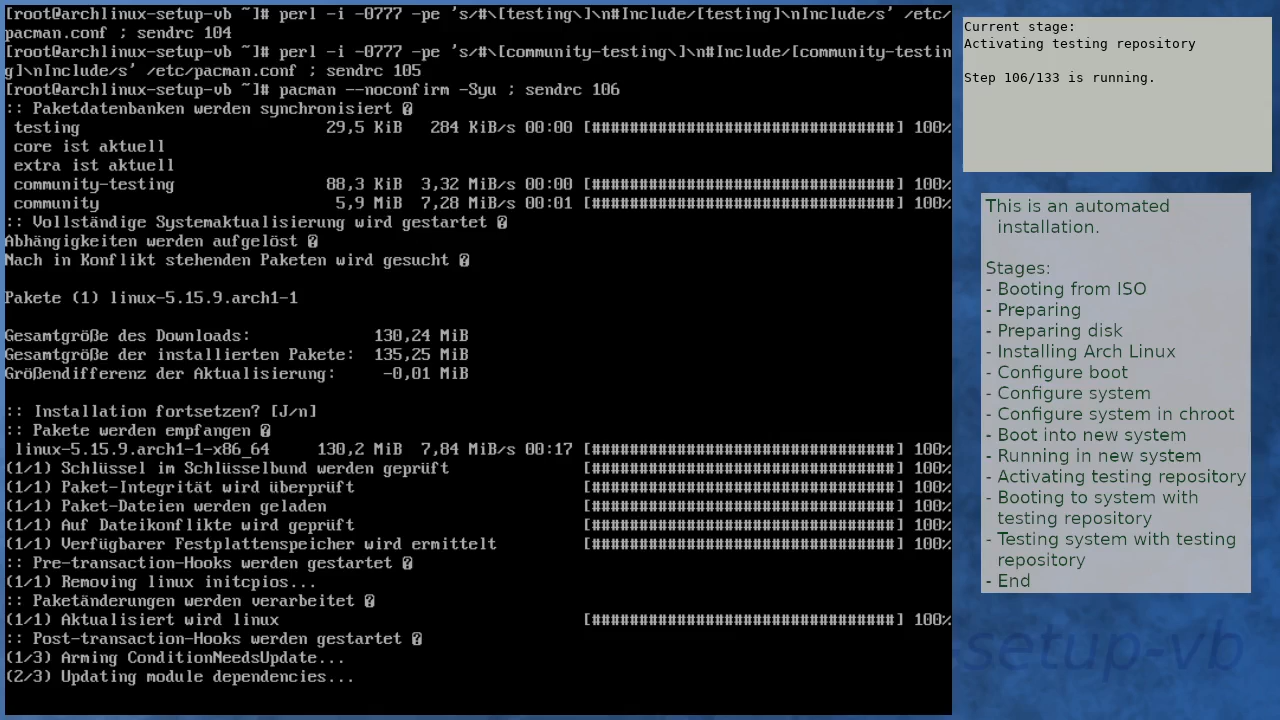 [root@archlinux-setup-vb ~]# perl -i -0777 -pe 's/#\[testing\]\n#Include/[testing]\nInclude/s' /etc/
pacman.conf ; sendrc 104
[root@archlinux-setup-vb ~]# perl -i -0777 -pe 's/#\[community-testing\]\n#Include/[community-testin
g]\nInclude/s' /etc/pacman.conf ; sendrc 105
[root@archlinux-setup-vb ~]# pacman --noconfirm -Syu ; sendrc 106
:: Paketdatenbanken werden synchronisiert �
testing 29,5 KiB 284 KiB/s 00:00 [################################] 100%
core ist aktuell
extra ist aktuell
community-testing 88,3 KiB 3,32 MiB/s 00:00 [################################] 100%
community 5,9 MiB 7,28 MiB/s 00:01 [################################] 100%
:: Vollständige Systemaktualisierung wird gestartet �
Abhängigkeiten werden aufgelöst �
Nach in Konflikt stehenden Paketen wird gesucht �
Pakete (1) linux-5.15.9.arch1-1
Gesamtgröße des Downloads: 130,24 MiB
Gesamtgröße der installierten Pakete: 135,25 MiB
Größendifferenz der Aktualisierung: -0,01 MiB
:: Installation fortsetzen? [J/n]
:: Pakete werden empfangen �
linux-5.15.9.arch1-1-x86_64 130,2 MiB 7,84 MiB/s 00:17 [################################] 100%
(1/1) Schlüssel im Schlüsselbund werden geprüft [################################] 100%
(1/1) Paket-Integrität wird überprüft [################################] 100%
(1/1) Paket-Dateien werden geladen [################################] 100%
(1/1) Auf Dateikonflikte wird geprüft [################################] 100%
(1/1) Verfügbarer Festplattenspeicher wird ermittelt [################################] 100%
:: Pre-transaction-Hooks werden gestartet �
(1/1) Removing linux initcpios...
:: Paketänderungen werden verarbeitet �
(1/1) Aktualisiert wird linux [################################] 100%
:: Post-transaction-Hooks werden gestartet �
(1/3) Arming ConditionNeedsUpdate...
(2/3) Updating module dependencies...
Current stage:
Activating testing repository
Step 106/133 is running.
This is an automated
installation.
Stages:
- Booting from ISO
- Preparing
- Preparing disk
- Installing Arch Linux
- Configure boot
- Configure system
- Configure system in chroot
- Boot into new system
- Running in new system
- Activating testing repository
- Booting to system with
testing repository
- Testing system with testing
repository
- End
-setup-vb